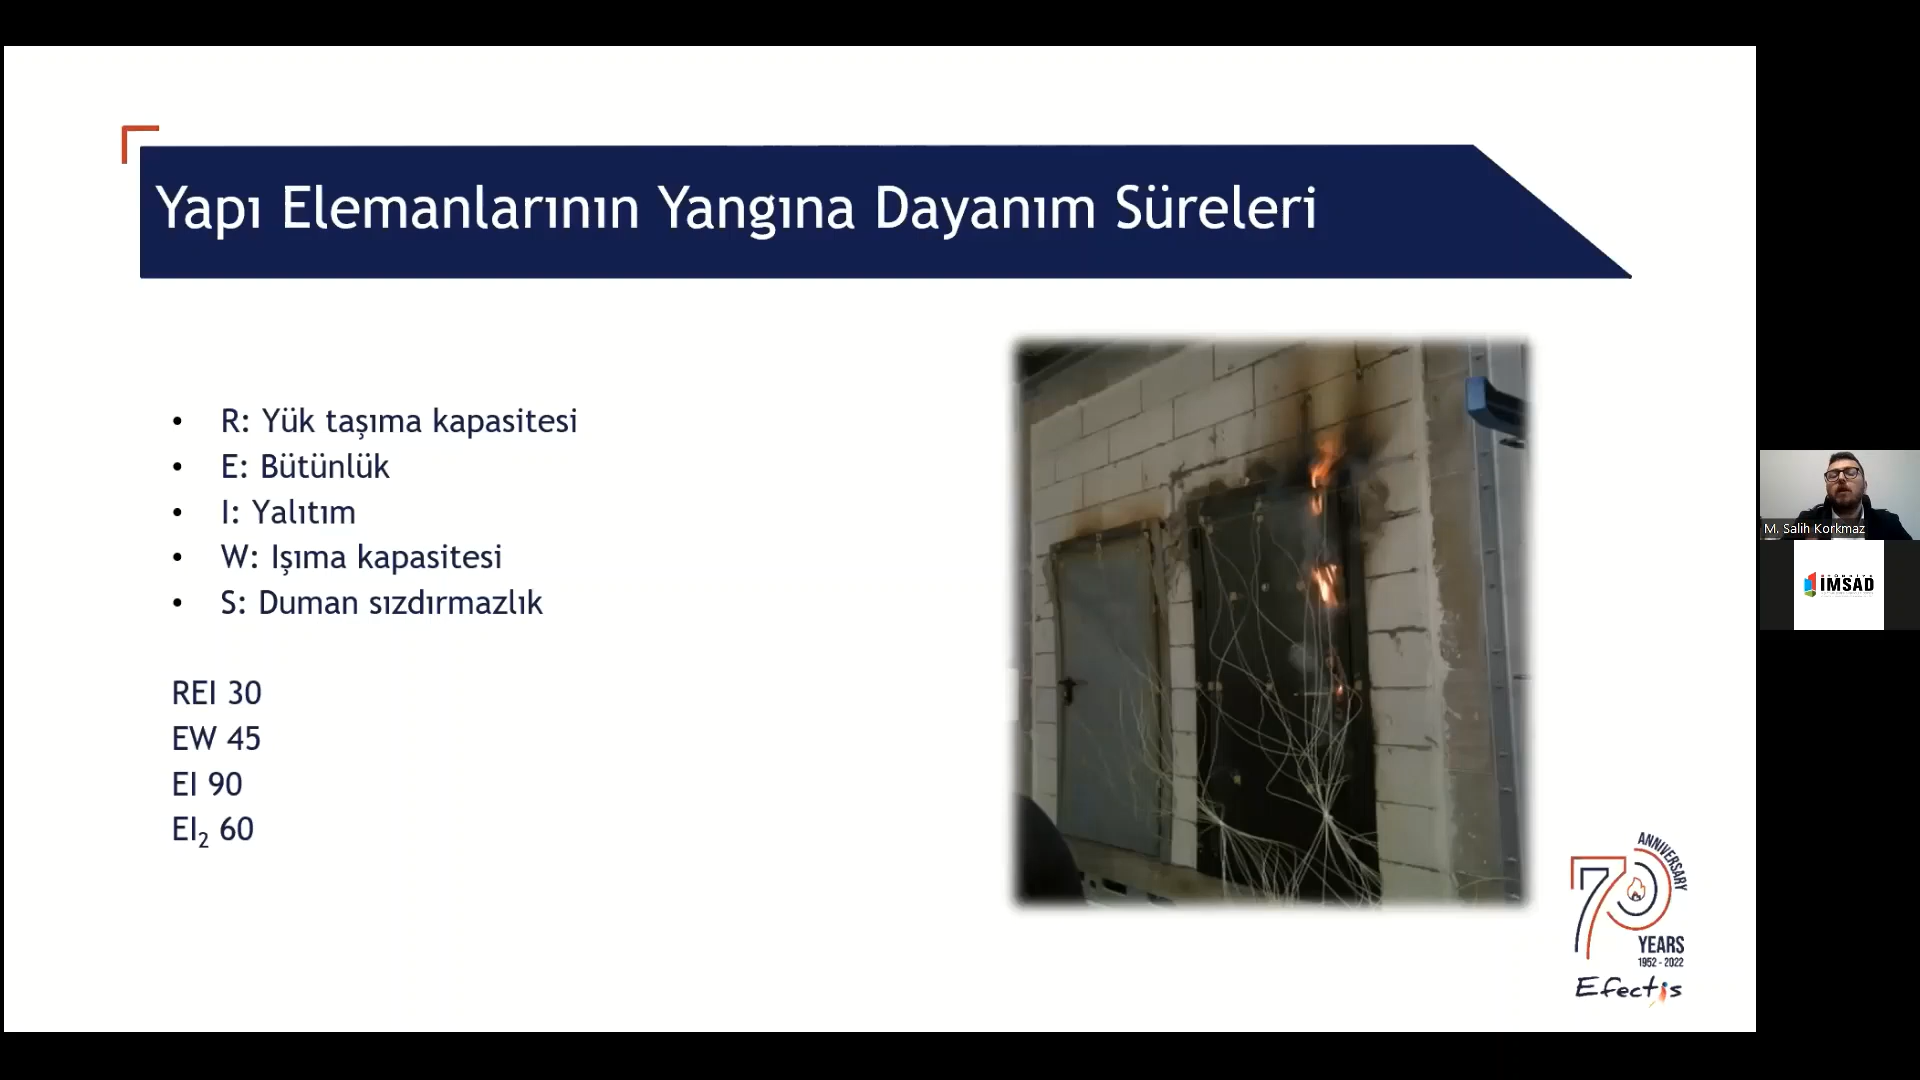 Yapı Elemanlarının Yangına Dayanım Süreleri
• R: Yük taşıma kapasitesi
• E: Bütünlük
• I: Yalıtım
• W: Işıma kapasitesi
• S: Duman sızdırmazlık
REI 30
EW 45
EI 90
EI₂ 60
70
ANNIVERSARY
YEARS
1952 - 2022
Efectis
M. Salih Korkmaz
İMSAD